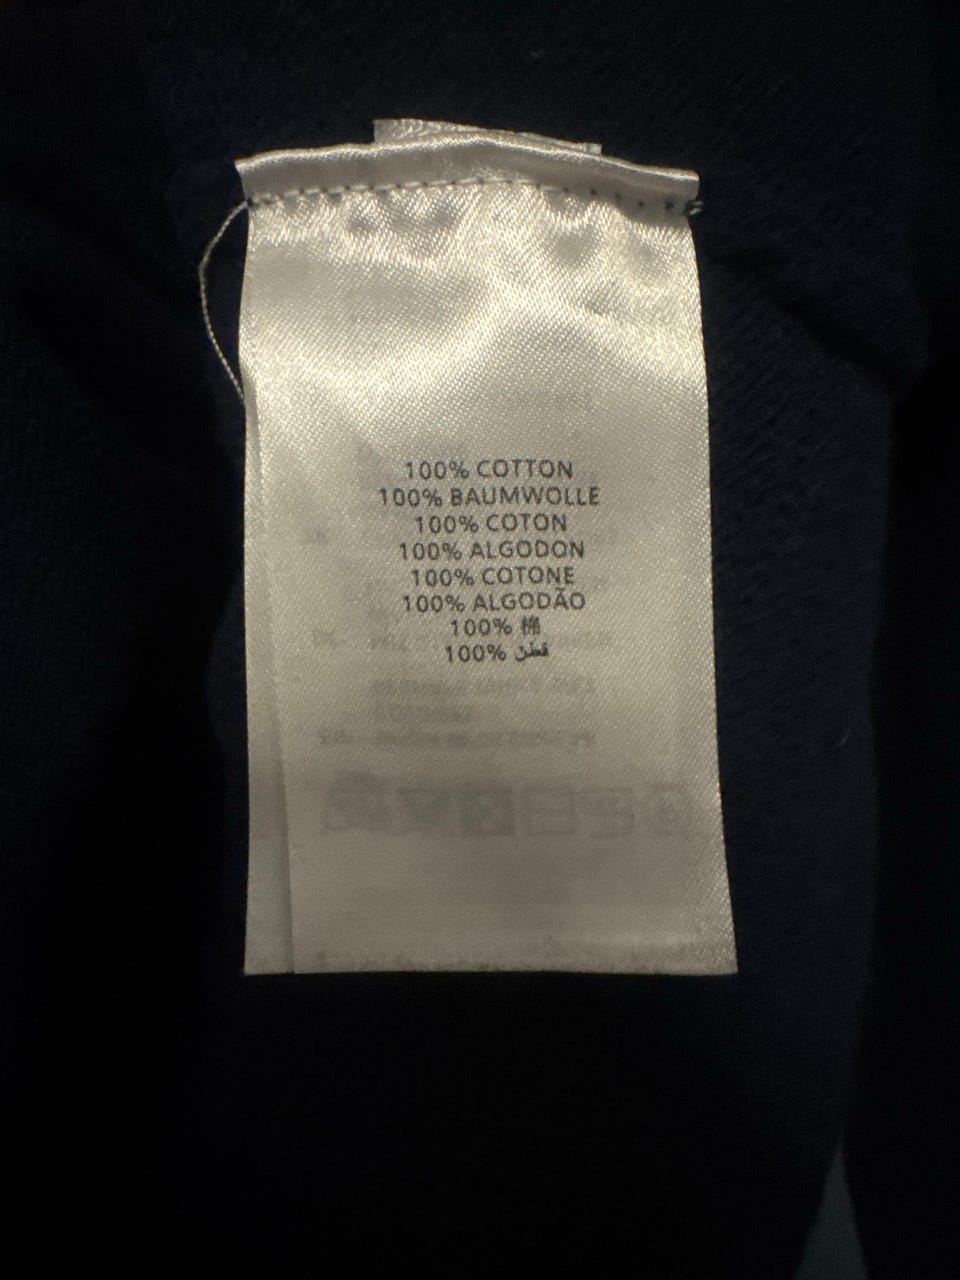 100% COTTON
100% BAUMWOLLE
100% COTON
100% ALGODON
100% COTONE
100% ALGODÃO
100% 棉
100% قطن